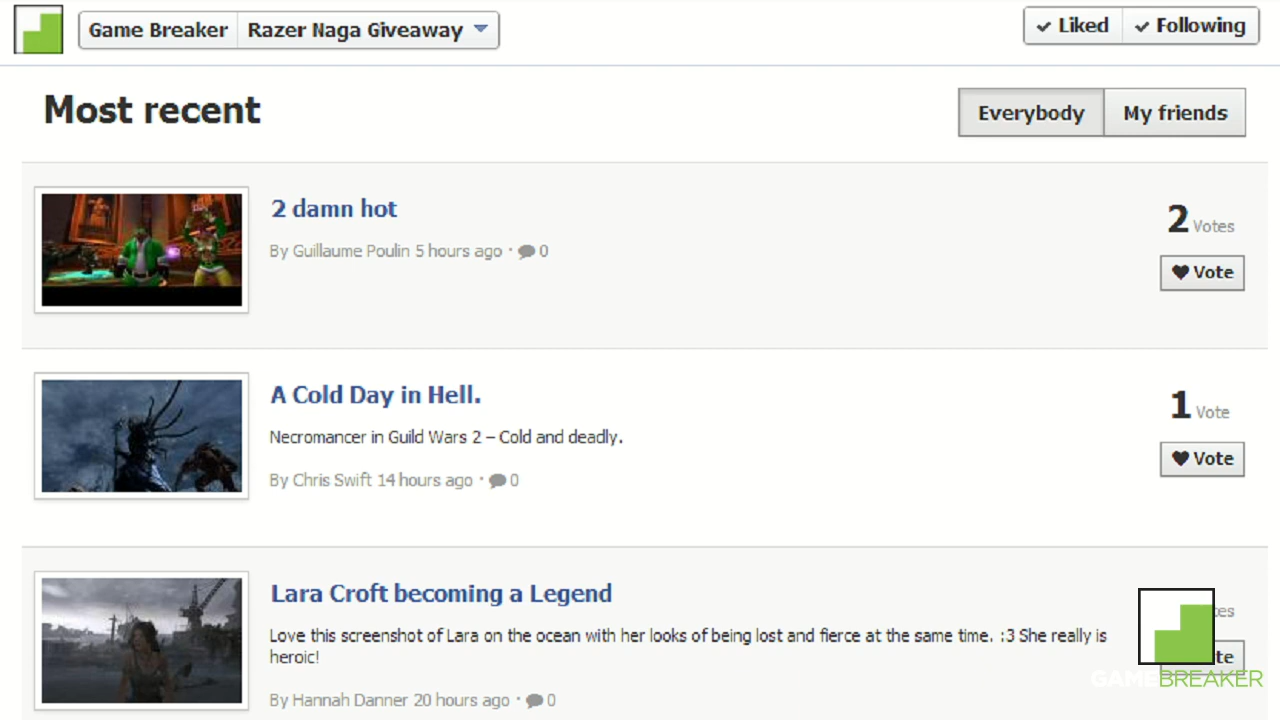 Game Breaker Razer Naga Giveaway Liked Following
Most recent Everybody My friends
2 damn hot
By Guillaume Poulin 5 hours ago · 0
2 Votes
Vote
A Cold Day in Hell.
Necromancer in Guild Wars 2 – Cold and deadly.
By Chris Swift 14 hours ago · 0
1 Vote
Vote
Lara Croft becoming a Legend
Love this screenshot of Lara on the ocean with her looks of being lost and fierce at the same time. :3 She really is
heroic!
By Hannah Danner 20 hours ago · 0
GAMEBREAKER